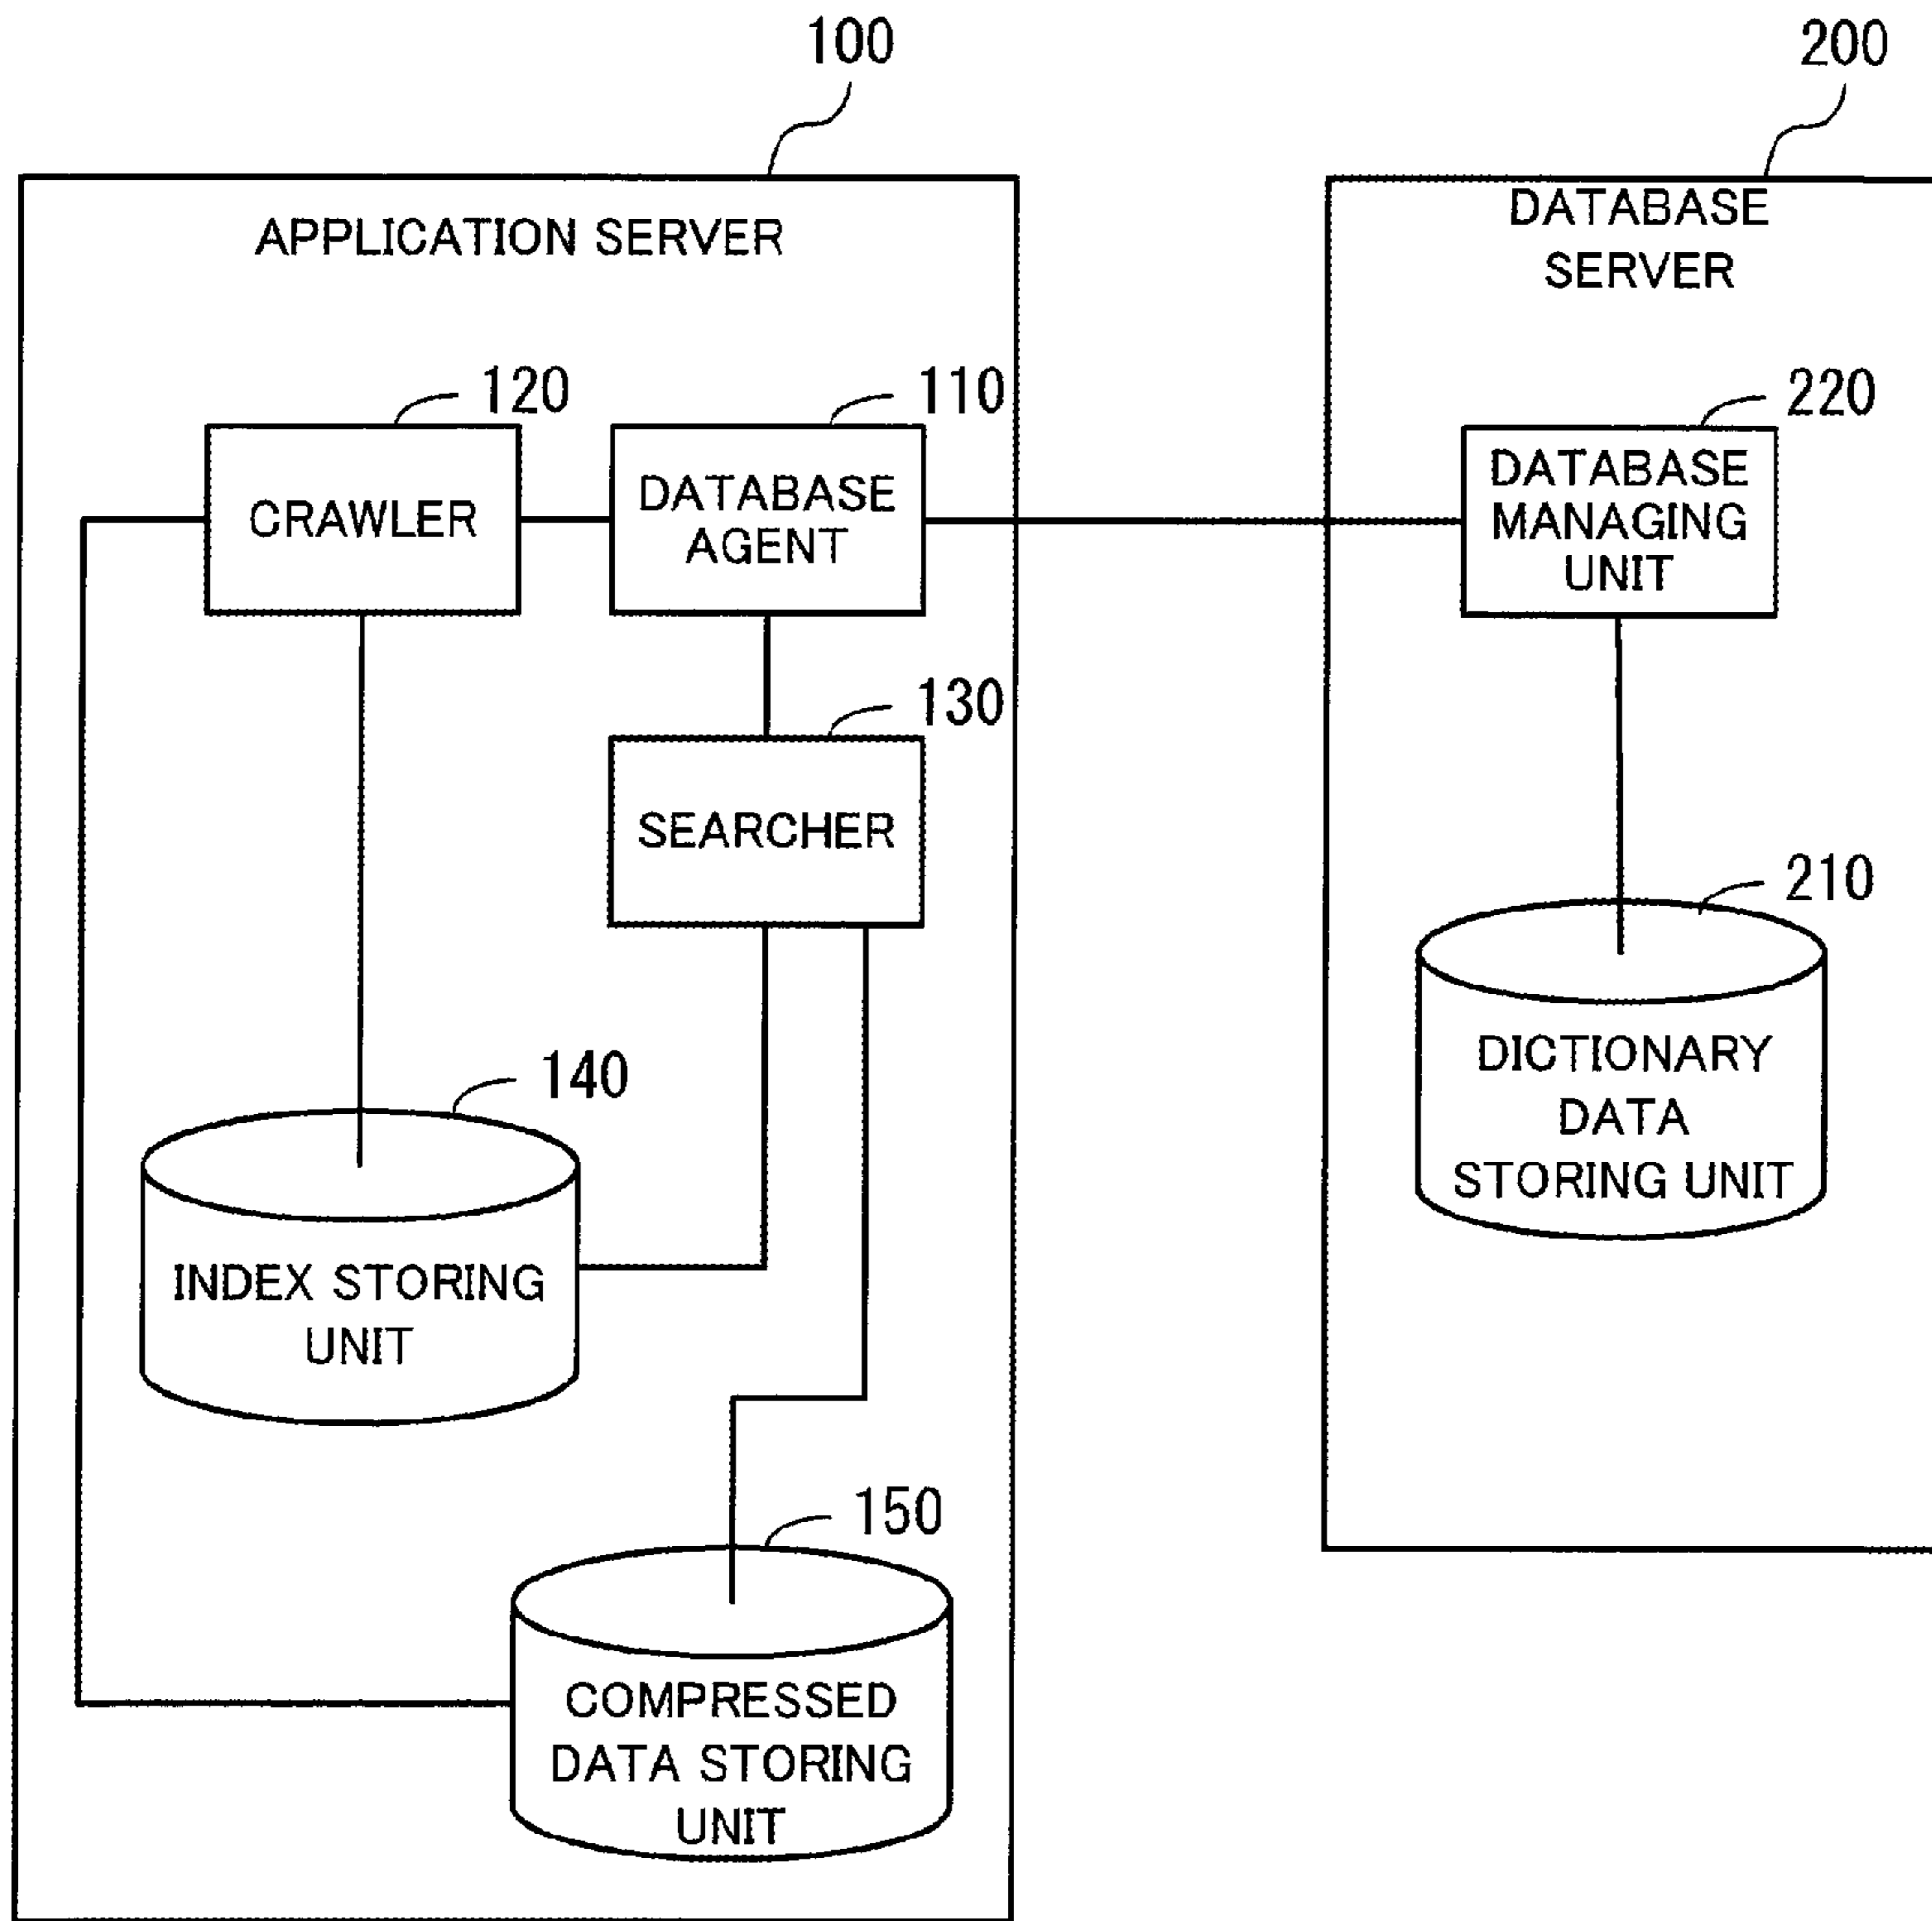 100
200
APPLICATION SERVER
DATABASE
SERVER
120
110
220
CRAWLER
DATABASE
AGENT
DATABASE
MANAGING
UNIT
130
SEARCHER
210
DICTIONARY
DATA
STORING UNIT
140
INDEX STORING
UNIT
150
COMPRESSED
DATA STORING
UNIT